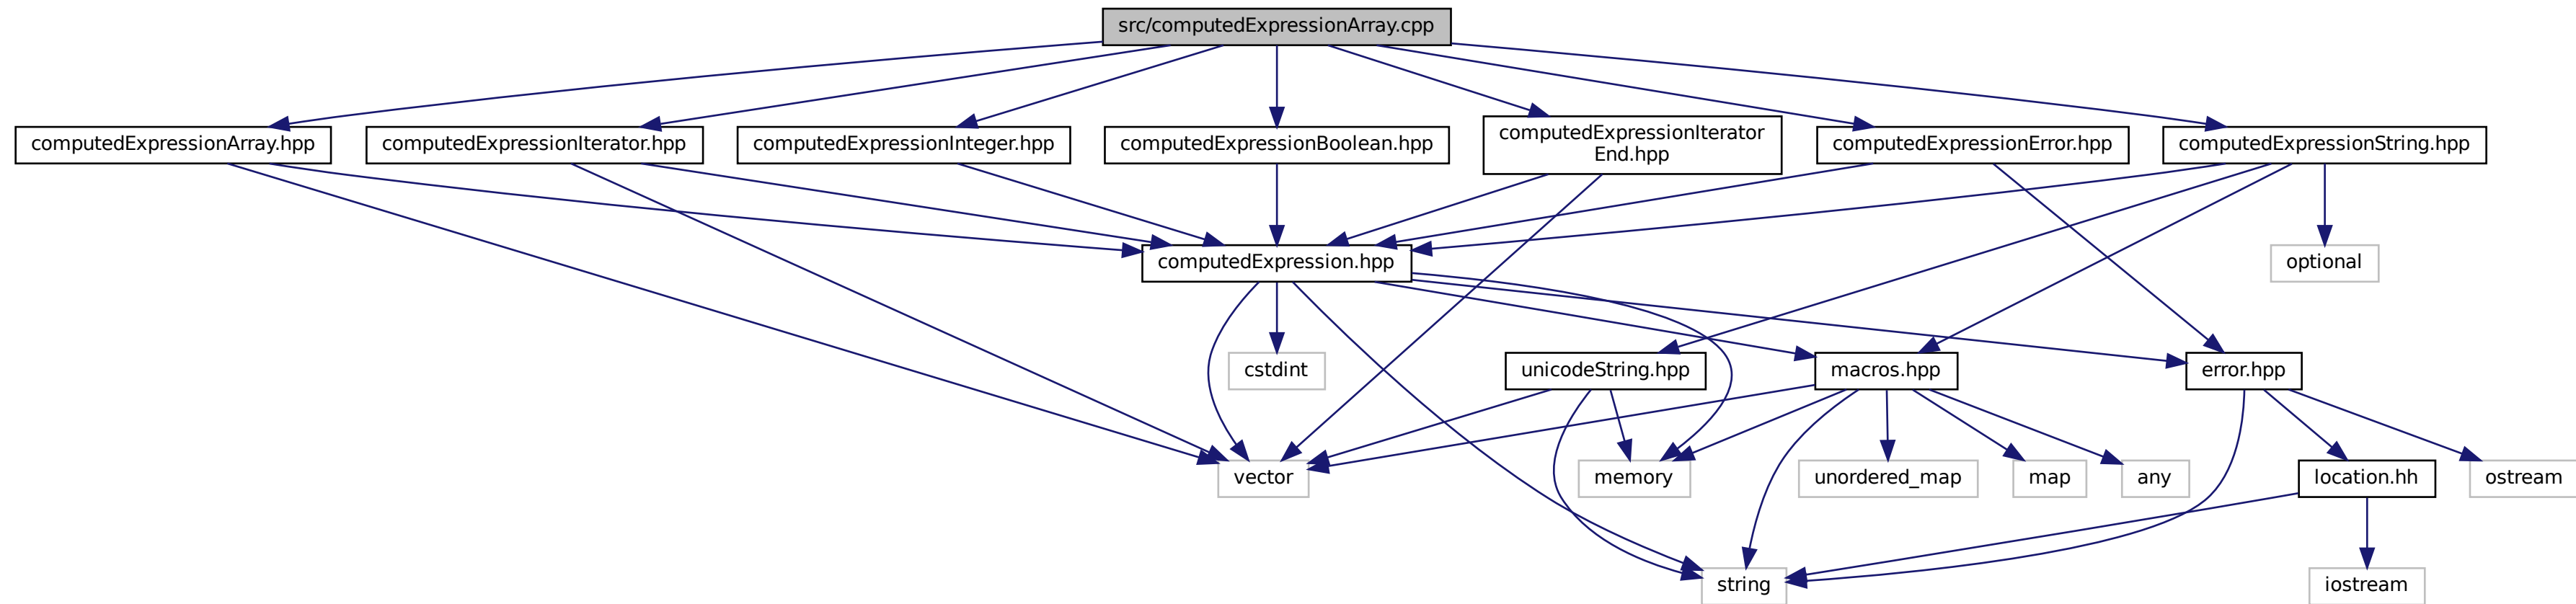 src/computedExpressionArray.cpp
computedExpressionArray.hpp
computedExpressionIterator.hpp
computedExpressionInteger.hpp
computedExpressionBoolean.hpp
computedExpressionIterator
End.hpp
computedExpressionError.hpp
computedExpressionString.hpp
computedExpression.hpp
optional
cstdint
unicodeString.hpp
macros.hpp
error.hpp
vector
memory
unordered_map
map
any
location.hh
ostream
string
iostream